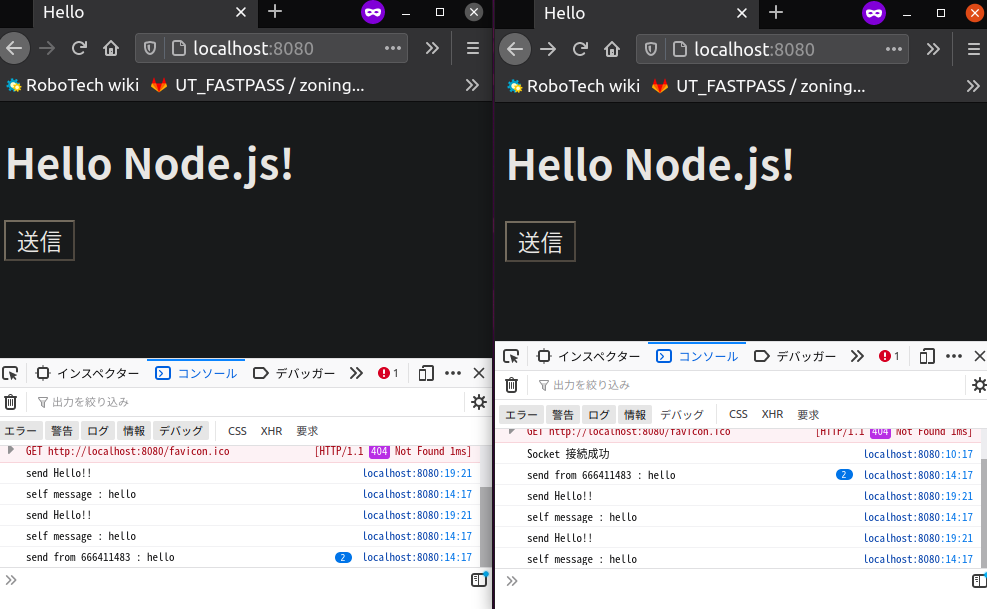 Hello
localhost:8080
RoboTech wiki UT_FASTPASS / zoning...
Hello Node.js!
送信
インスペクター コンソール デバッガー 1
出力を絞り込み
エラー 警告 ログ 情報 デバッグ CSS XHR 要求
GET http://localhost:8080/favicon.ico [HTTP/1.1 404 Not Found 1ms]
send Hello!! localhost:8080:19:21
self message : hello localhost:8080:14:17
send Hello!! localhost:8080:19:21
self message : hello localhost:8080:14:17
send from 666411483 : hello 2 localhost:8080:14:17
Hello
localhost:8080
RoboTech wiki UT_FASTPASS / zoning...
Hello Node.js!
送信
インスペクター コンソール デバッガー 1
出力を絞り込み
エラー 警告 ログ 情報 デバッグ CSS XHR 要求
GET http://localhost:8080/favicon.ico [HTTP/1.1 404 Not Found 1ms]
Socket 接続成功 localhost:8080:10:17
send from 666411483 : hello 2 localhost:8080:14:17
send Hello!! localhost:8080:19:21
self message : hello localhost:8080:14:17
send Hello!! localhost:8080:19:21
self message : hello localhost:8080:14:17